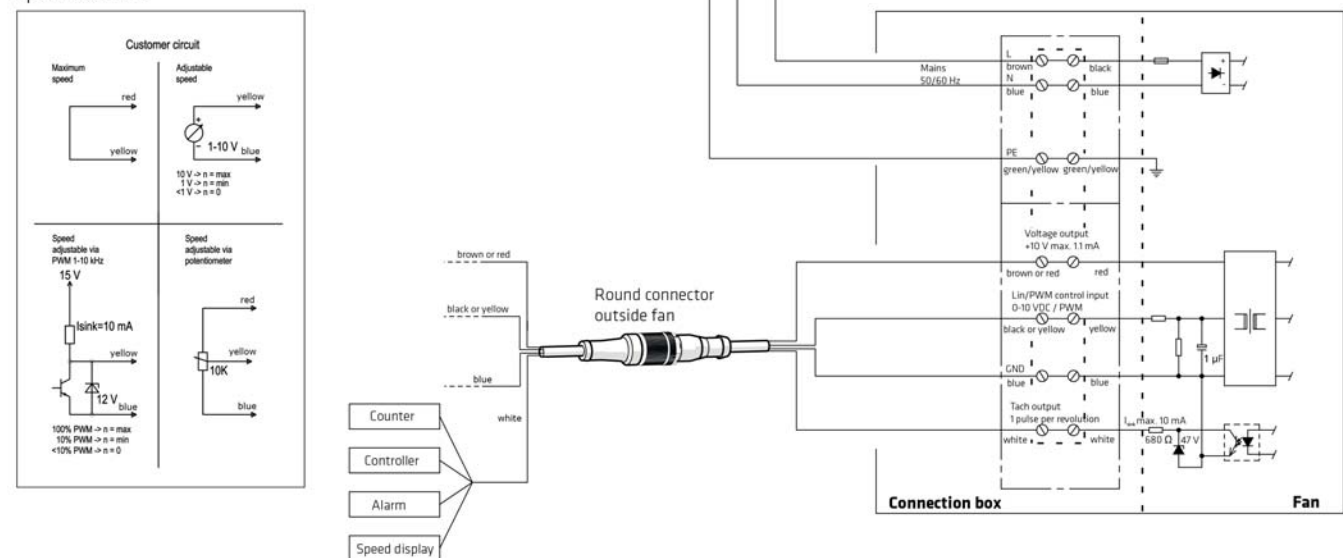 Customer circuit
Maximum
speed
red
yellow
Adjustable
speed
yellow
+
1-10 V
-
blue
10 V -> n = max
1 V -> n = min
<1 V -> n = 0
Speed
adjustable via
PWM 1-10 kHz
15 V
Isink=10 mA
yellow
12 V
blue
100% PWM -> n = max
10% PWM -> n = min
<10% PWM -> n = 0
Speed
adjustable via
potentiometer
red
yellow
10K
blue
brown or red
black or yellow
blue
white
Counter
Controller
Alarm
Speed display
Round connector
outside fan
Mains
50/60 Hz
L
brown
black
N
blue
blue
+
-
PE
green/yellow
green/yellow
Voltage output
+10 V max. 1.1 mA
brown or red
red
Lin/PWM control input
0-10 VDC / PWM
black or yellow
yellow
1 µF
GND
blue
blue
Tach output
1 pulse per revolution
white
white
max. 10 mA
680 Ω
47 V
Connection box
Fan